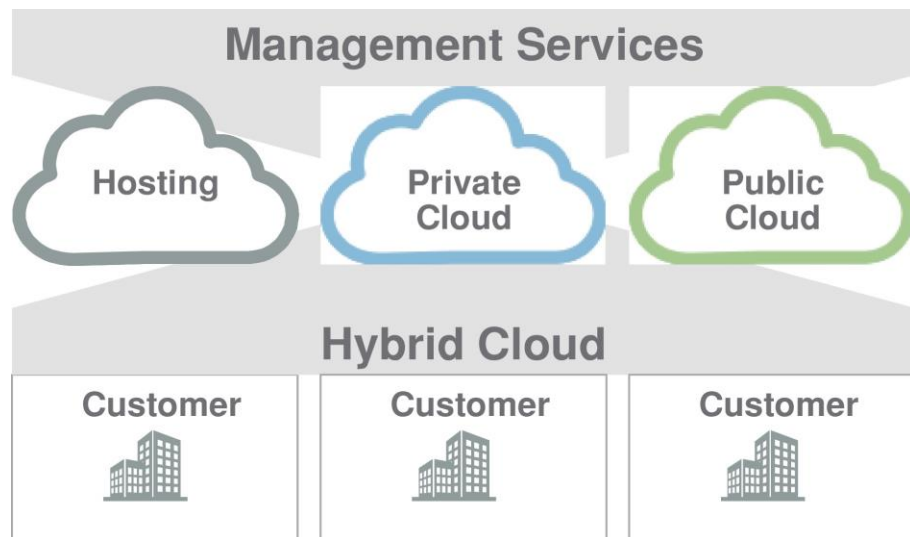 Management Services
Hosting
Private
Cloud
Public
Cloud
Hybrid Cloud
Customer
Customer
Customer